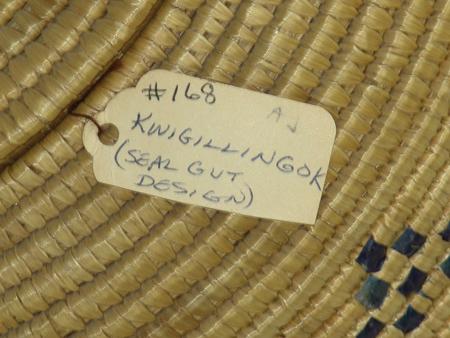 #168
AJ
KWIGILLINGOK
(SEAL GUT
DESIGN)